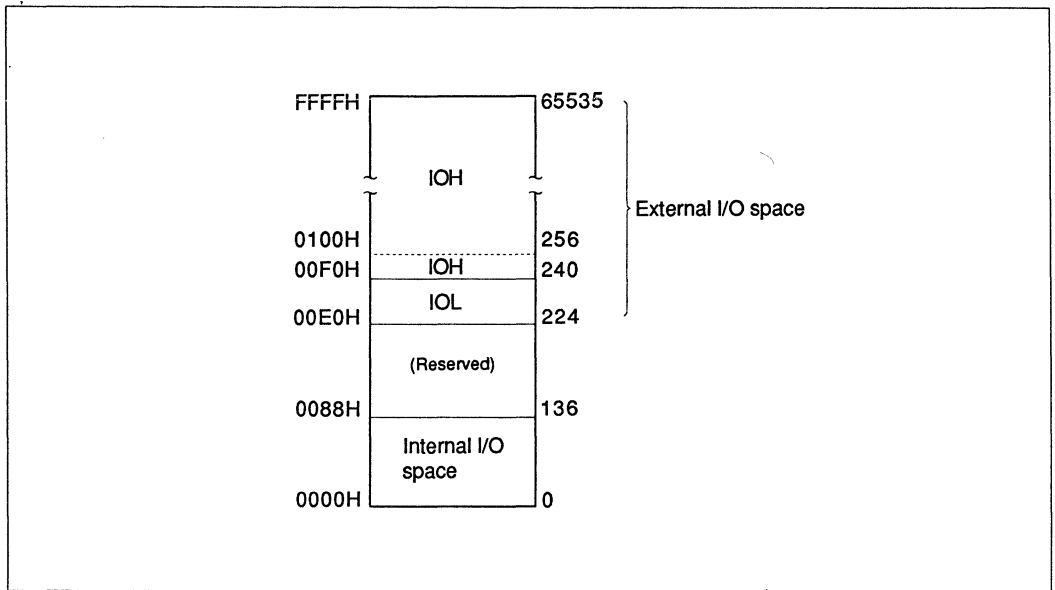 FFFFH 65535
IOH
External I/O space
0100H 256
00F0H IOH 240
IOL
00E0H 224
(Reserved)
0088H 136
Internal I/O
space
0000H 0